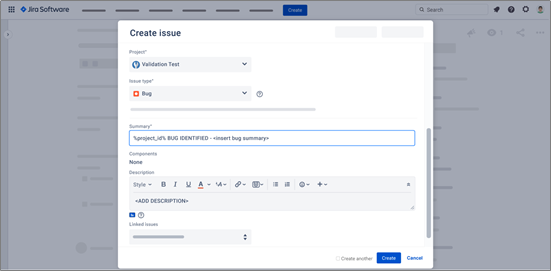 Jira Software
Create
Search
1
Create issue
Project*
Validation Test
Issue type*
Bug
Summary*
%project_id% BUG IDENTIFIED - <insert bug summary>
Components
None
Description
Style B I U A
<ADD DESCRIPTION>
Linked issues
Create another Create Cancel